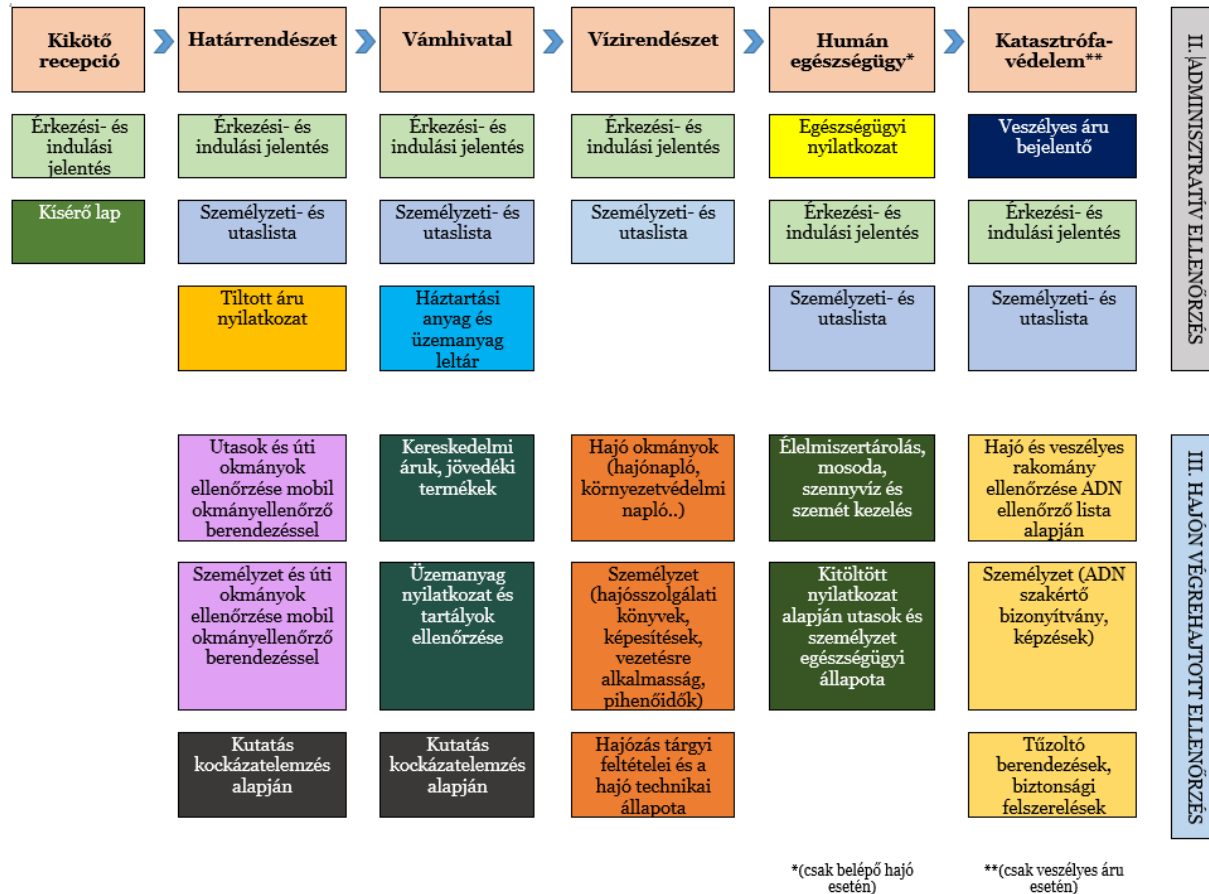 Kikötő
recepció
Határrendészet
Vámhivatal
Vízirendészet
Humán
egészségügy*
Katasztrófa-
védelem**
II. ADMINISZTRATÍV ELLENŐRZÉS
Érkezési- és
indulási
jelentés
Érkezési- és
indulási jelentés
Érkezési- és
indulási jelentés
Érkezési- és
indulási jelentés
Egészségügyi
nyilatkozat
Veszélyes áru
bejelentő
Kísérő lap
Személyzeti- és
utaslista
Személyzeti- és
utaslista
Személyzeti- és
utaslista
Érkezési- és
indulási jelentés
Érkezési- és
indulási jelentés
Tiltott áru
nyilatkozat
Háztartási
anyag és
üzemanyag
leltár
Személyzeti- és
utaslista
Személyzeti- és
utaslista
III. HAJÓN VÉGREHAJTOTT ELLENŐRZÉS
Utasok és úti
okmányok
ellenőrzése mobil
okmányellenőrző
berendezéssel
Kereskedelmi
áruk, jövedéki
termékek
Hajó okmányok
(hajónapló,
környezetvédelmi
napló..)
Élelmiszertárolás,
mosoda,
szennyvíz és
szemét kezelés
Hajó és veszélyes
rakomány
ellenőrzése ADN
ellenőrző lista
alapján
Személyzet és úti
okmányok
ellenőrzése mobil
okmányellenőrző
berendezéssel
Üzemanyag
nyilatkozat és
tartályok
ellenőrzése
Személyzet
(hajósszolgálati
könyvek,
képesítések,
vezetésre
alkalmasság,
pihenőidők)
Kitöltött
nyilatkozat
alapján utasok és
személyzet
egészségügyi
állapota
Személyzet (ADN
szakértő
bizonyítvány,
képzések)
Kutatás
kockázatelemzés
alapján
Kutatás
kockázatelemzés
alapján
Hajózás tárgyi
feltételei és a
hajó technikai
állapota
Tűzoltó
berendezések,
biztonsági
felszerelések
*(csak belépő hajó
esetén)
**(csak veszélyes áru
esetén)